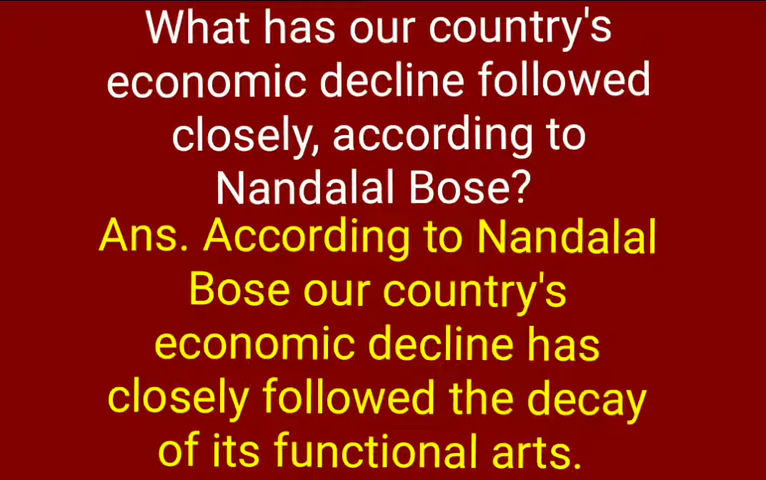 What has our country's
economic decline followed
closely, according to
Nandalal Bose?
Ans. According to Nandalal
Bose our country's
economic decline has
closely followed the decay
of its functional arts.